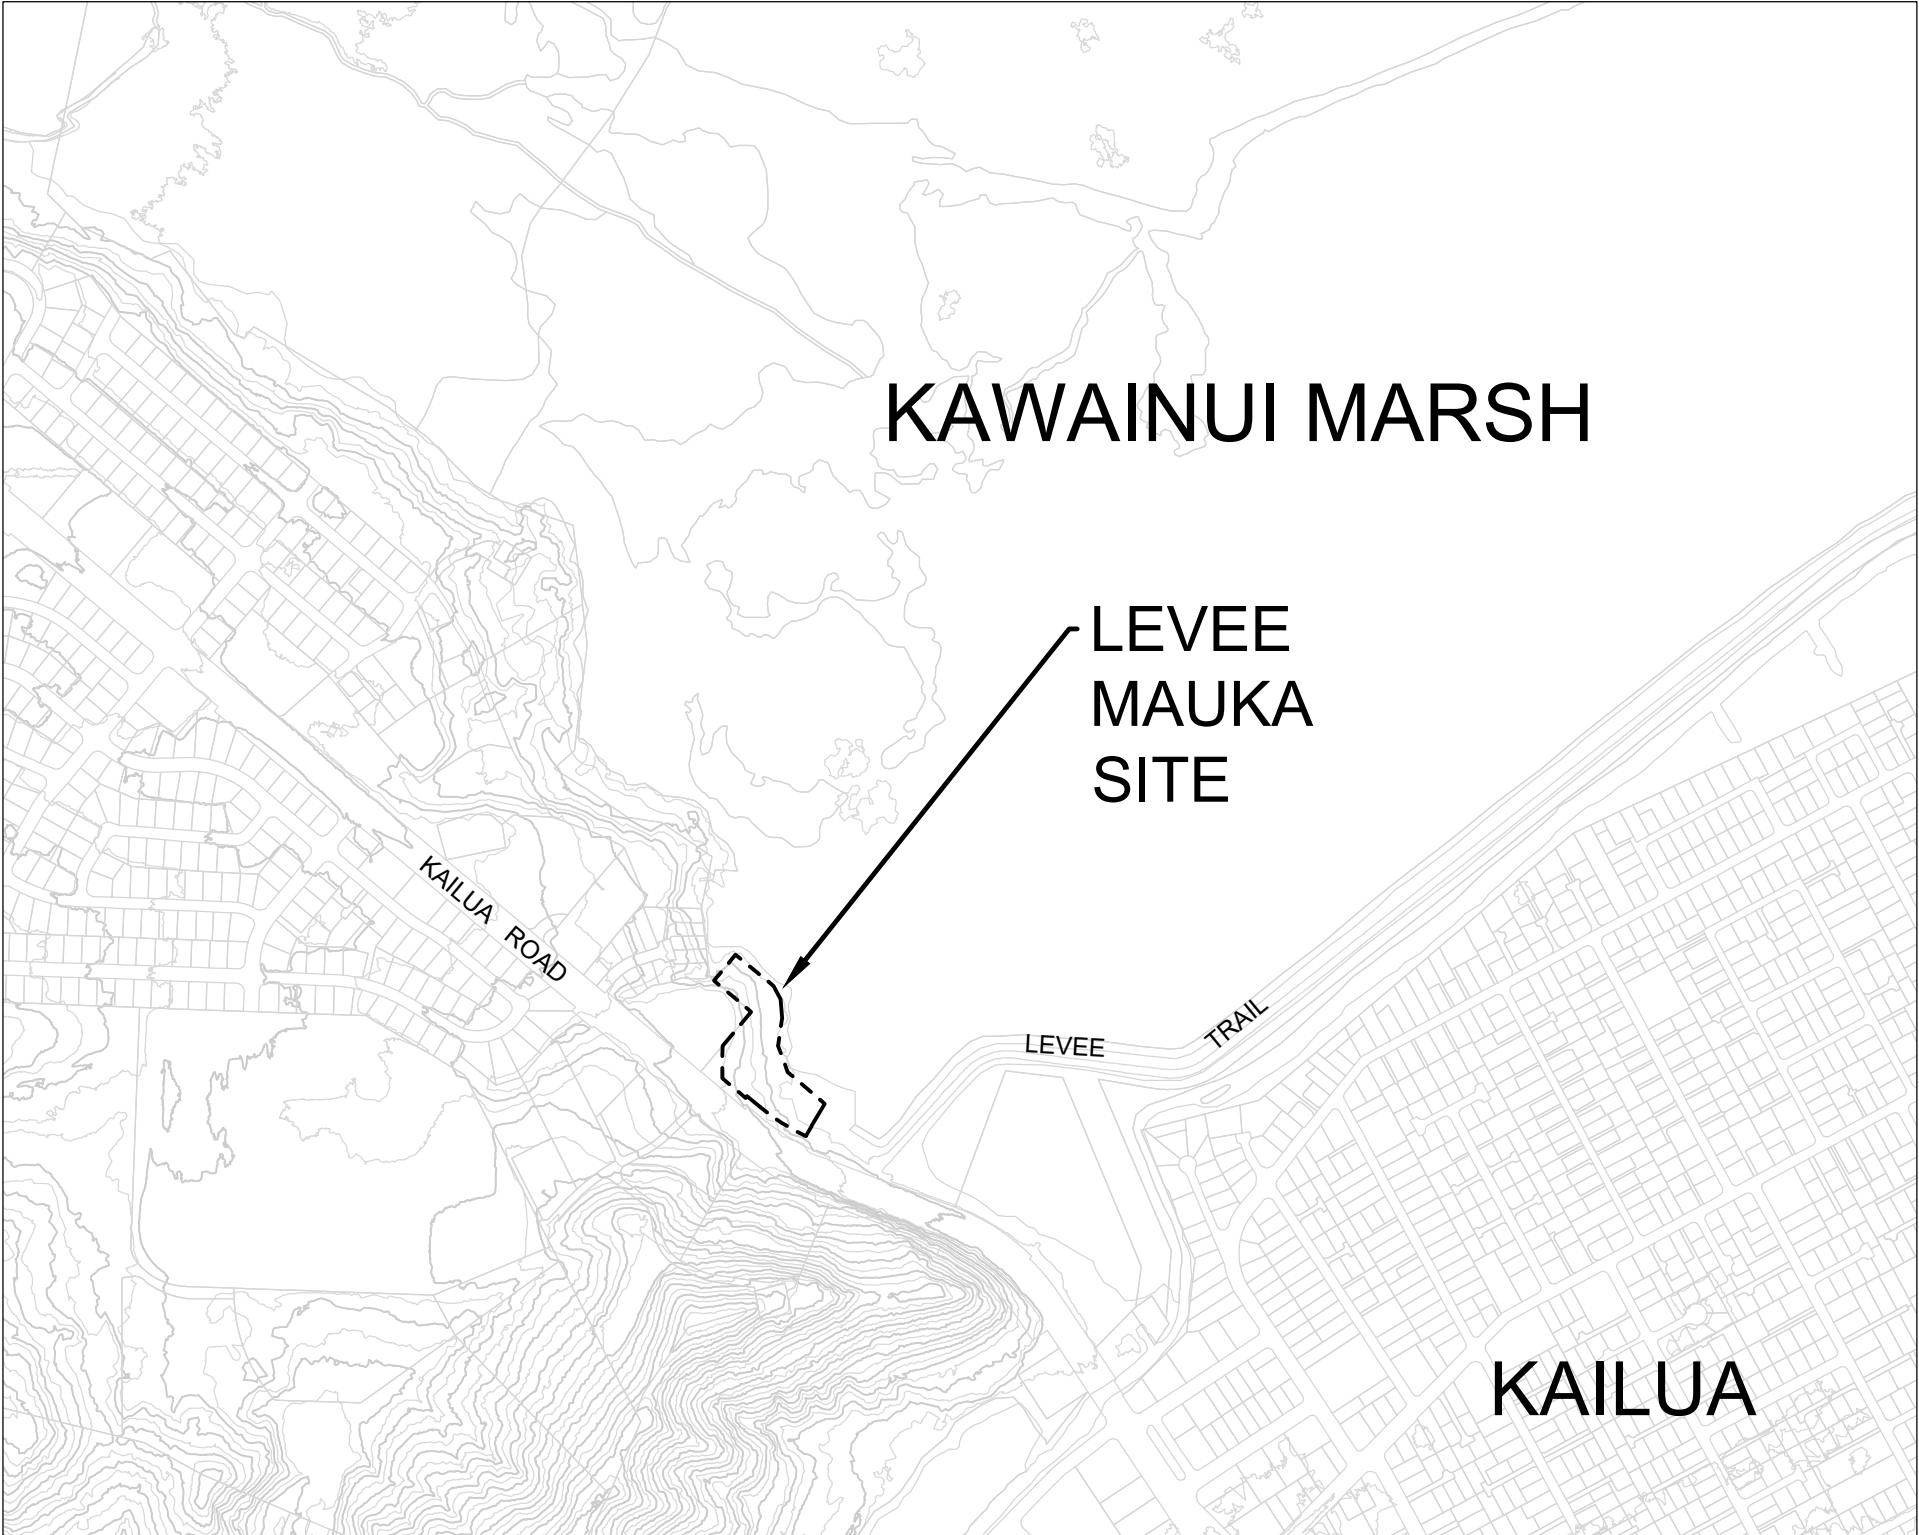 KAWAINUI MARSH
LEVEE
MAUKA
SITE
KAILUA ROAD
LEVEE TRAIL
KAILUA